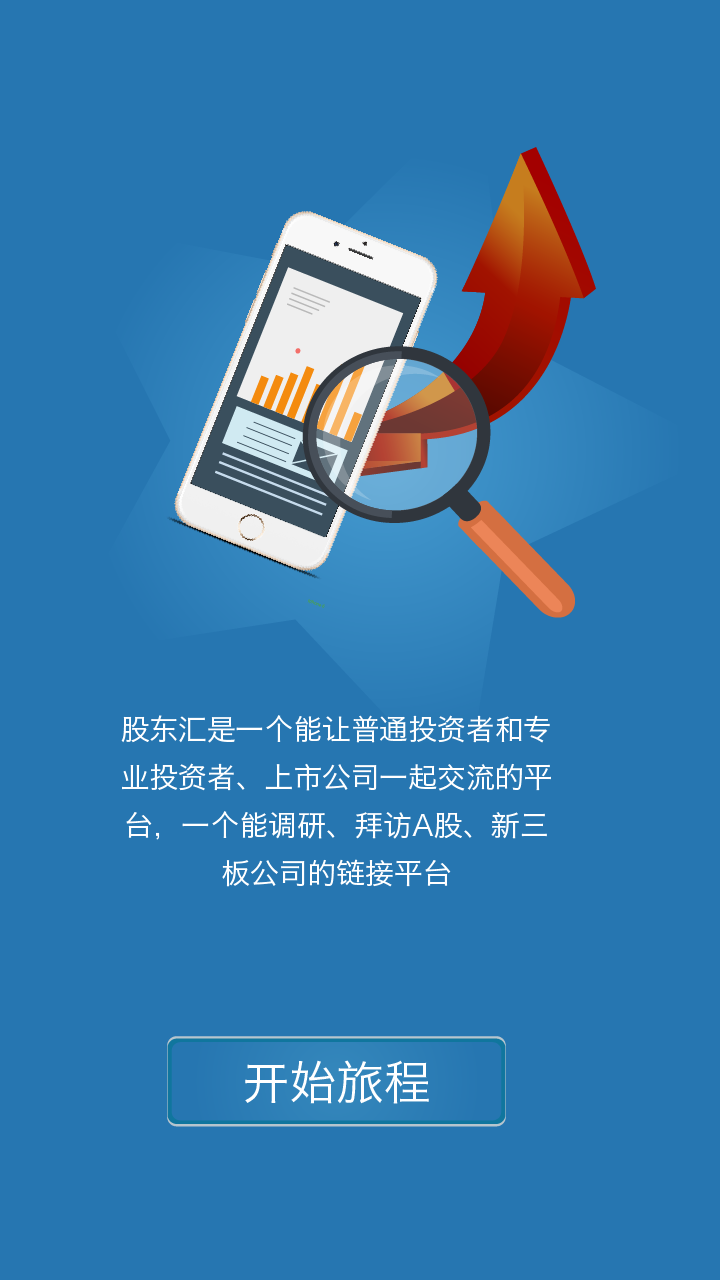 股东汇是一个能让普通投资者和专
业投资者、上市公司一起交流的平
台，一个能调研、拜访A股、新三
板公司的链接平台
开始旅程